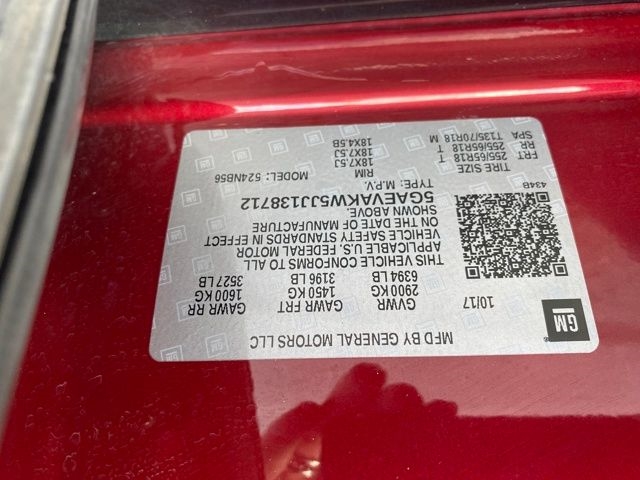 MFD BY GENERAL MOTORS LLC
GM
10/17
GVWR GAWR FRT GAWR RR
2900 KG 1450 KG 1600 KG
6394 LB 3196 LB 3527 LB
THIS VEHICLE CONFORMS TO ALL
APPLICABLE U.S. FEDERAL MOTOR
VEHICLE SAFETY STANDARDS IN EFFECT
ON THE DATE OF MANUFACTURE
SHOWN ABOVE.
5GAEVAKW5JJ138712
TYPE: M.P.V. MODEL: 524NB56
434B
TIRE SIZE RIM
FRT 255/65R18 T 18X7.5J
RR 255/65R18 T 18X7.5J
SPA T135/70R18 M 18X4.5B